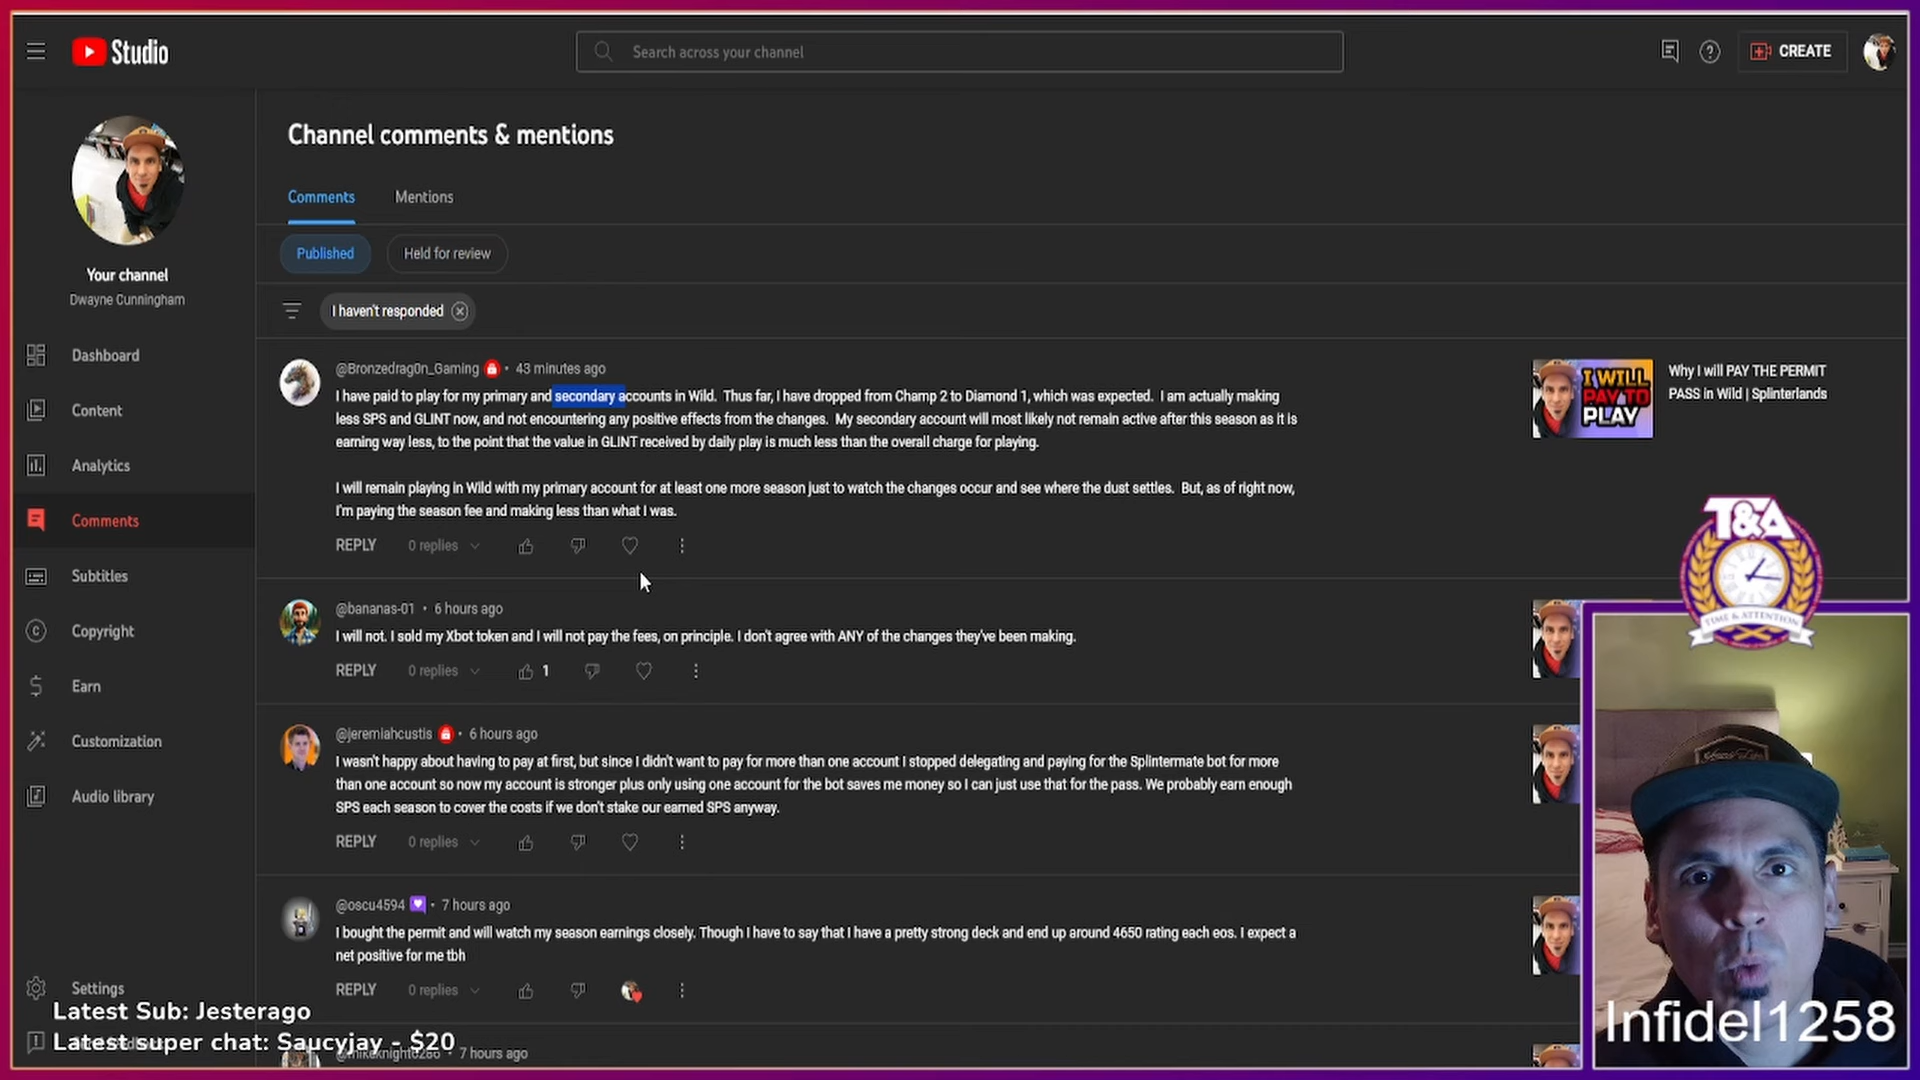 Studio
Search across your channel
CREATE
Your channel
Dwayne Cunningham
Dashboard
Content
Analytics
Comments
Subtitles
Copyright
Earn
Customization
Audio library
Settings
Channel comments & mentions
Comments
Mentions
Published
Held for review
I haven't responded
@Bronzedrag0n_Gaming • 43 minutes ago
I have paid to play for my primary and secondary accounts in Wild. Thus far, I have dropped from Champ 2 to Diamond 1, which was expected. I am actually making
less SPS and GLINT now, and not encountering any positive effects from the changes. My secondary account will most likely not remain active after this season as it is
earning way less, to the point that the value in GLINT received by daily play is much less than the overall charge for playing.
I will remain playing in Wild with my primary account for at least one more season just to watch the changes occur and see where the dust settles. But, as of right now,
I'm paying the season fee and making less than what I was.
REPLY 0 replies
I WILL
PAY TO
PLAY
Why I will PAY THE PERMIT
PASS in Wild | Splinterlands
@bananas-01 • 6 hours ago
I will not. I sold my Xbot token and I will not pay the fees, on principle. I don't agree with ANY of the changes they've been making.
REPLY 0 replies 1
@jeremiahcustis • 6 hours ago
I wasn't happy about having to pay at first, but since I didn't want to pay for more than one account I stopped delegating and paying for the Splintermate bot for more
than one account so now my account is stronger plus only using one account for the bot saves me money so I can just use that for the pass. We probably earn enough
SPS each season to cover the costs if we don't stake our earned SPS anyway.
REPLY 0 replies
@oscu4594 • 7 hours ago
I bought the permit and will watch my season earnings closely. Though I have to say that I have a pretty strong deck and end up around 4650 rating each eos. I expect a
net positive for me tbh
REPLY 0 replies
• 7 hours ago
T&A
TIME & ATTENTION
Infidel1258
Latest Sub: Jesterago
Latest super chat: Saucyjay - $20